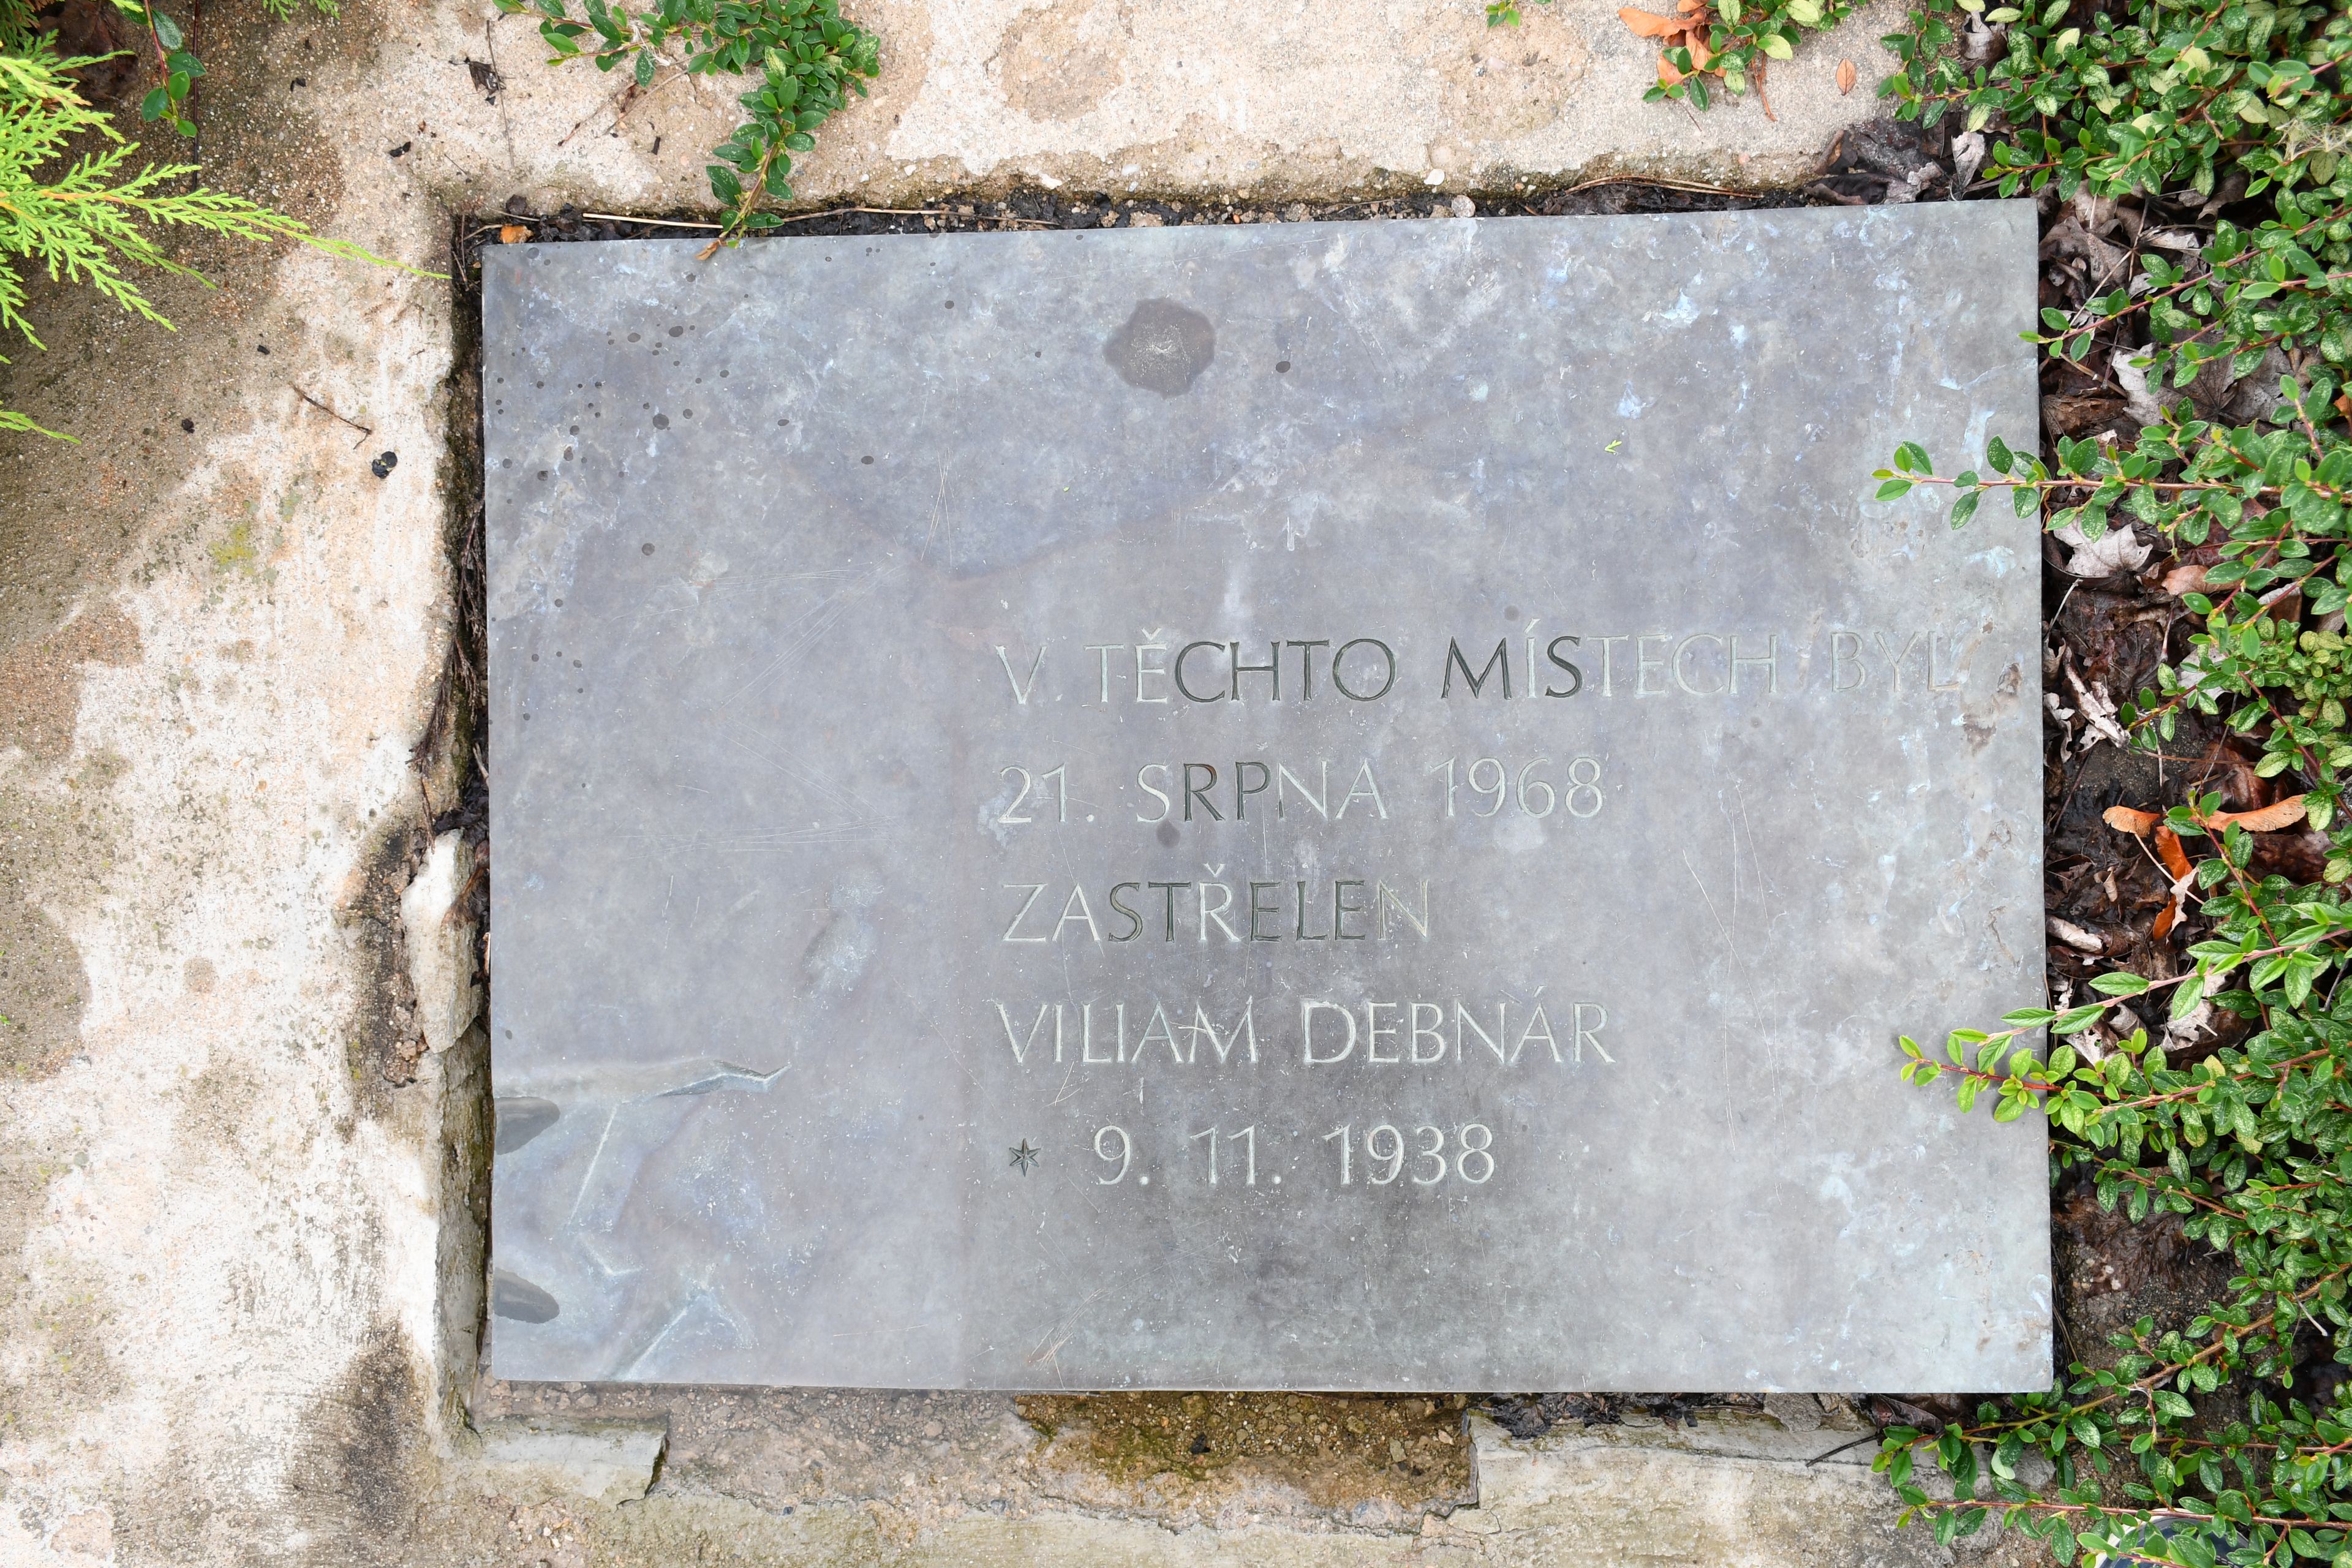 V TĚCHTO MÍSTECH BYL
21. SRPNA 1968
ZASTŘELEN
VILIAM DEBNÁR
* 9. 11. 1938